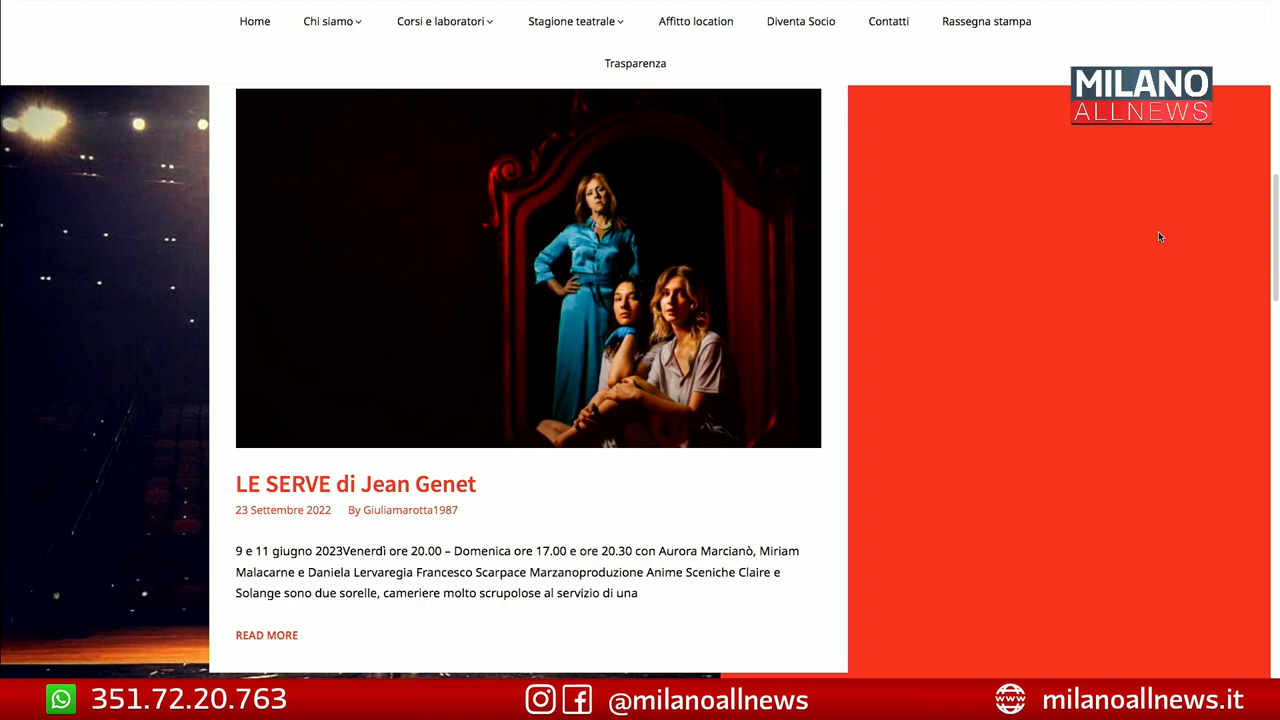 Home Chi siamo Corsi e laboratori Stagione teatrale Affitto location Diventa Socio Contatti Rassegna stampa
Trasparenza
MILANO
ALLNEWS
LE SERVE di Jean Genet
23 Settembre 2022 By Giuliamarotta1987
9 e 11 giugno 2023Venerdì ore 20.00 – Domenica ore 17.00 e ore 20.30 con Aurora Marcianò, Miriam
Malacarne e Daniela Lervaregia Francesco Scarpace Marzanoproduzione Anime Sceniche Claire e
Solange sono due sorelle, cameriere molto scrupolose al servizio di una
READ MORE
351.72.20.763 @milanoallnews milanoallnews.it